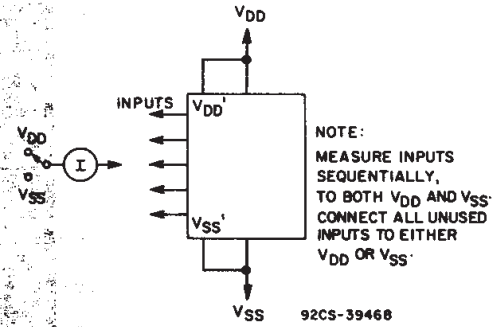 VDD
INPUTS
VDD'
VDD
I
VSS
VSS'
VSS
NOTE:
MEASURE INPUTS
SEQUENTIALLY,
TO BOTH VDD AND VSS.
CONNECT ALL UNUSED
INPUTS TO EITHER
VDD OR VSS.
92CS-39468